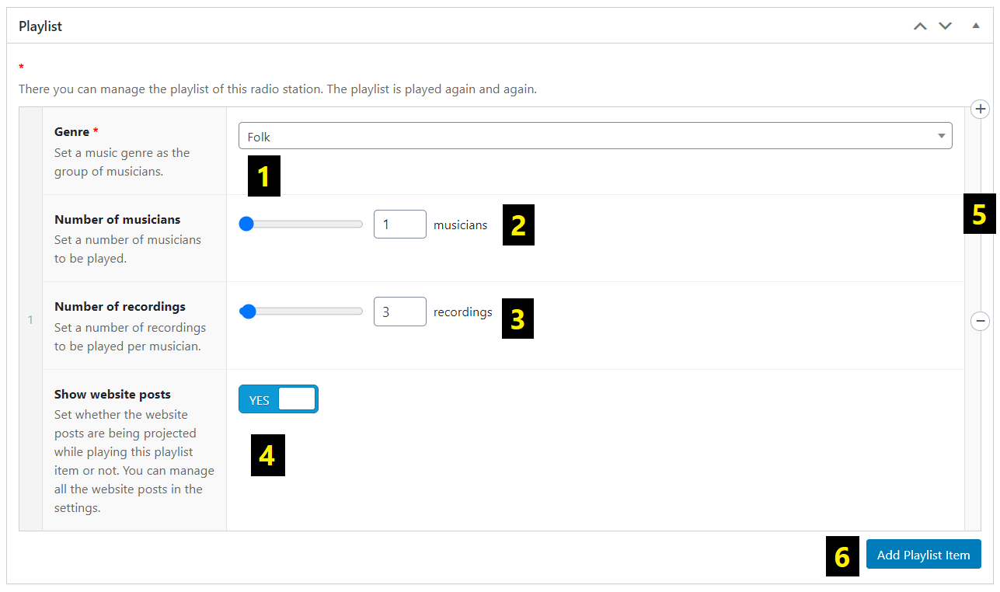 Playlist
*
There you can manage the playlist of this radio station. The playlist is played again and again.
Genre *
Set a music genre as the
group of musicians.
Folk
1
Number of musicians
Set a number of musicians
to be played.
1 musicians 2
5
1
Number of recordings
Set a number of recordings
to be played per musician.
3 recordings 3
Show website posts
Set whether the website
posts are being projected
while playing this playlist
item or not. You can manage
all the website posts in the
settings.
YES
4
6 Add Playlist Item